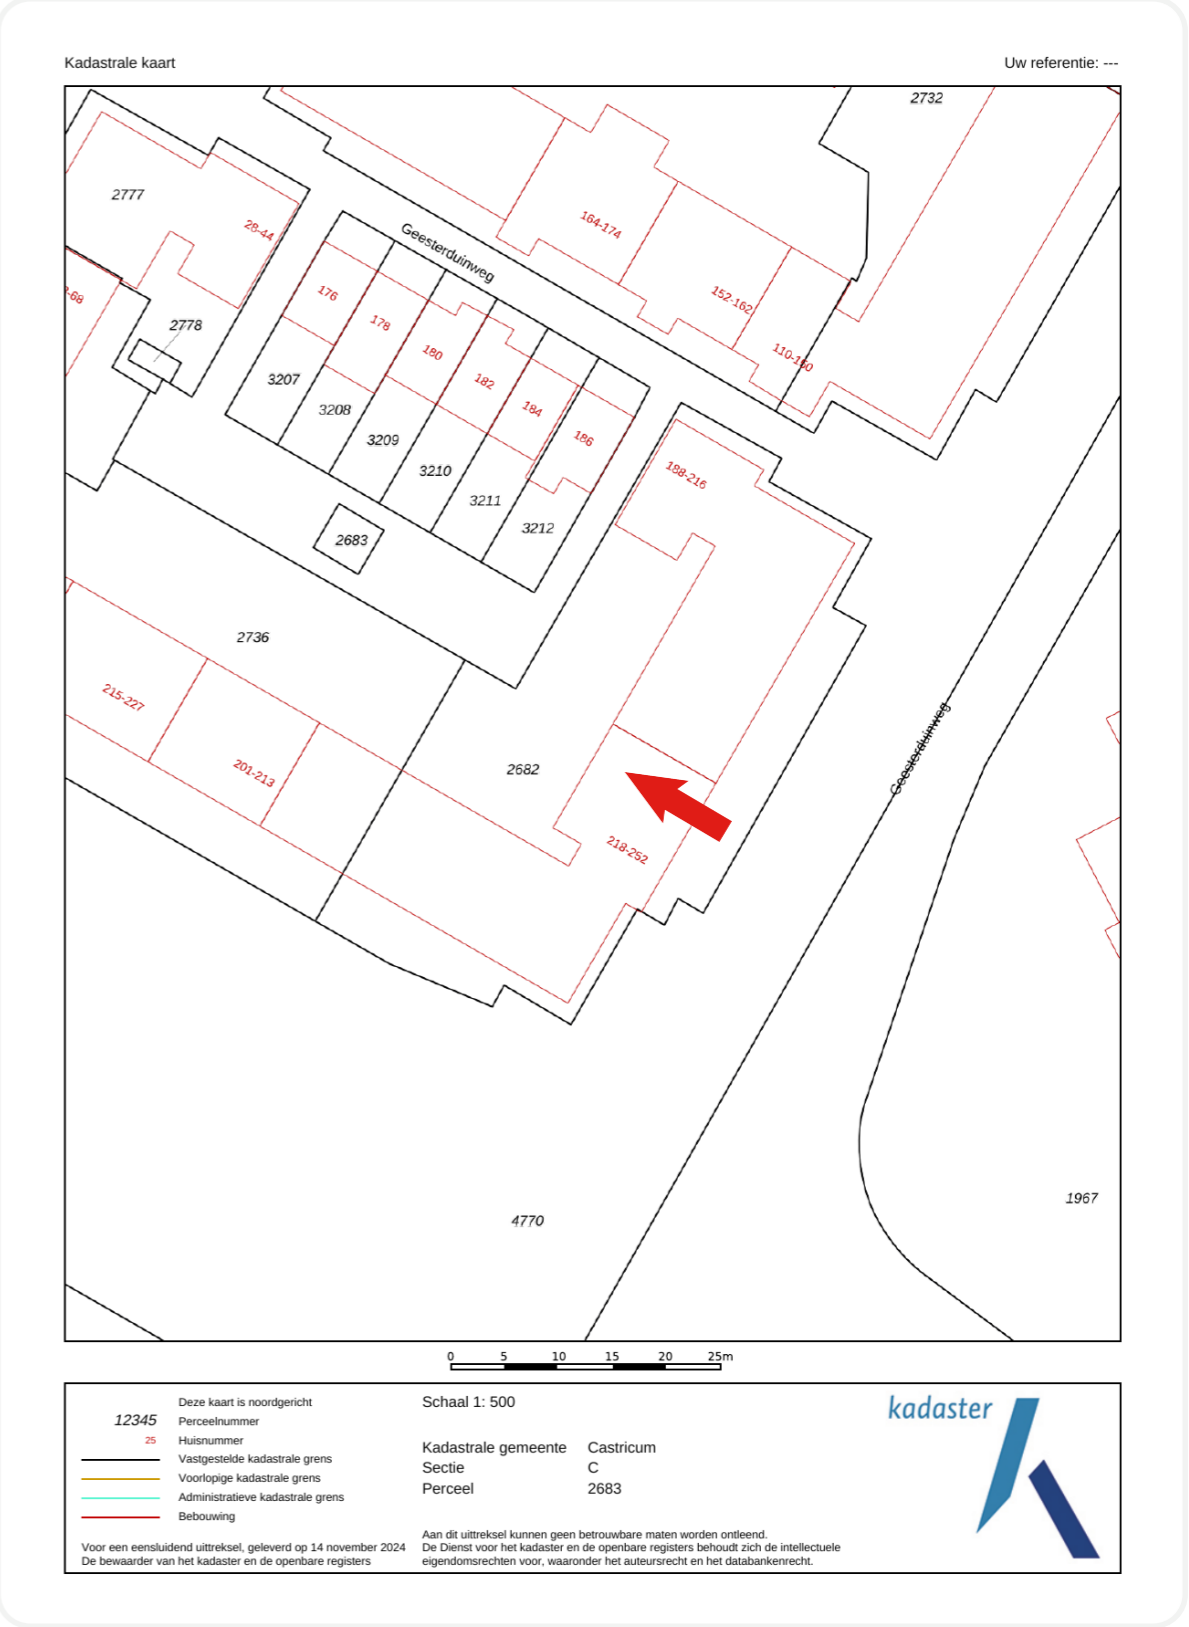 Kadastrale kaart
Uw referentie: ---
2732
2777
28-44
164-174
Geesterduinweg
152-162
176
178
2778
180
110-150
182
3207
184
3208
186
3209
3210
188-216
3211
3212
2683
2736
215-227
201-213
2682
Geesterduinweg
218-252
4770
1967
0 5 10 15 20 25m
Deze kaart is noordgericht
12345 Perceelnummer
25 Huisnummer
Vastgestelde kadastrale grens
Voorlopige kadastrale grens
Administratieve kadastrale grens
Bebouwing
Voor een eensluidend uittreksel, geleverd op 14 november 2024
De bewaarder van het kadaster en de openbare registers
Schaal 1: 500
Kadastrale gemeente Castricum
Sectie C
Perceel 2683
Aan dit uittreksel kunnen geen betrouwbare maten worden ontleend.
De Dienst voor het kadaster en de openbare registers behoudt zich de intellectuele
eigendomsrechten voor, waaronder het auteursrecht en het databankenrecht.
kadaster